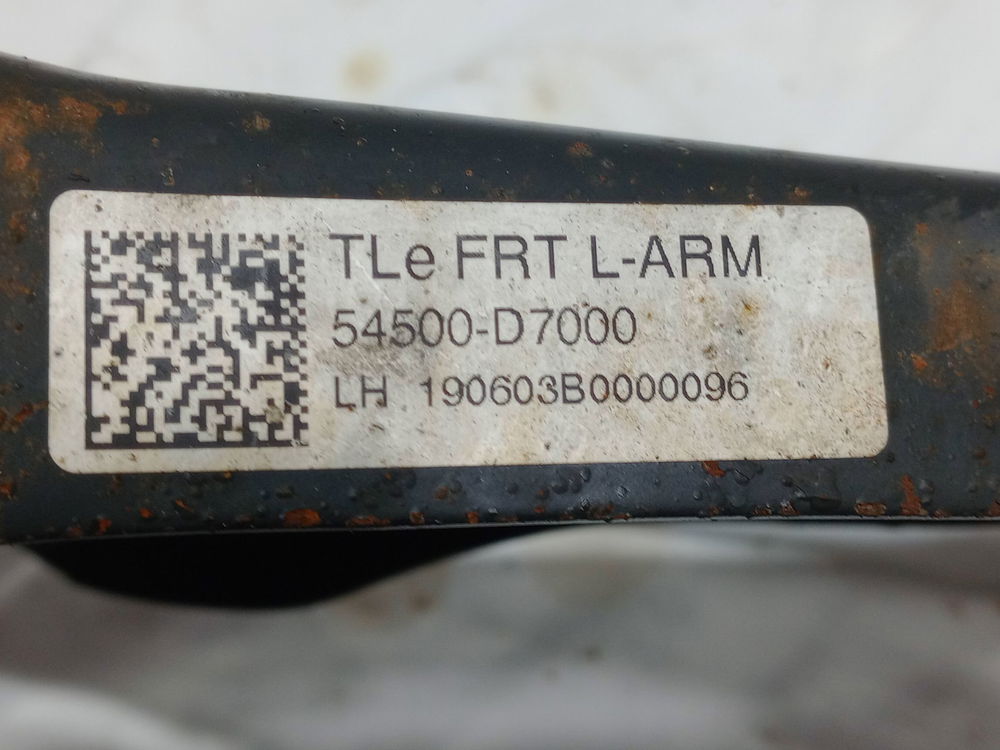 TLe FRT L-ARM
54500-D7000
LH 190603B0000096